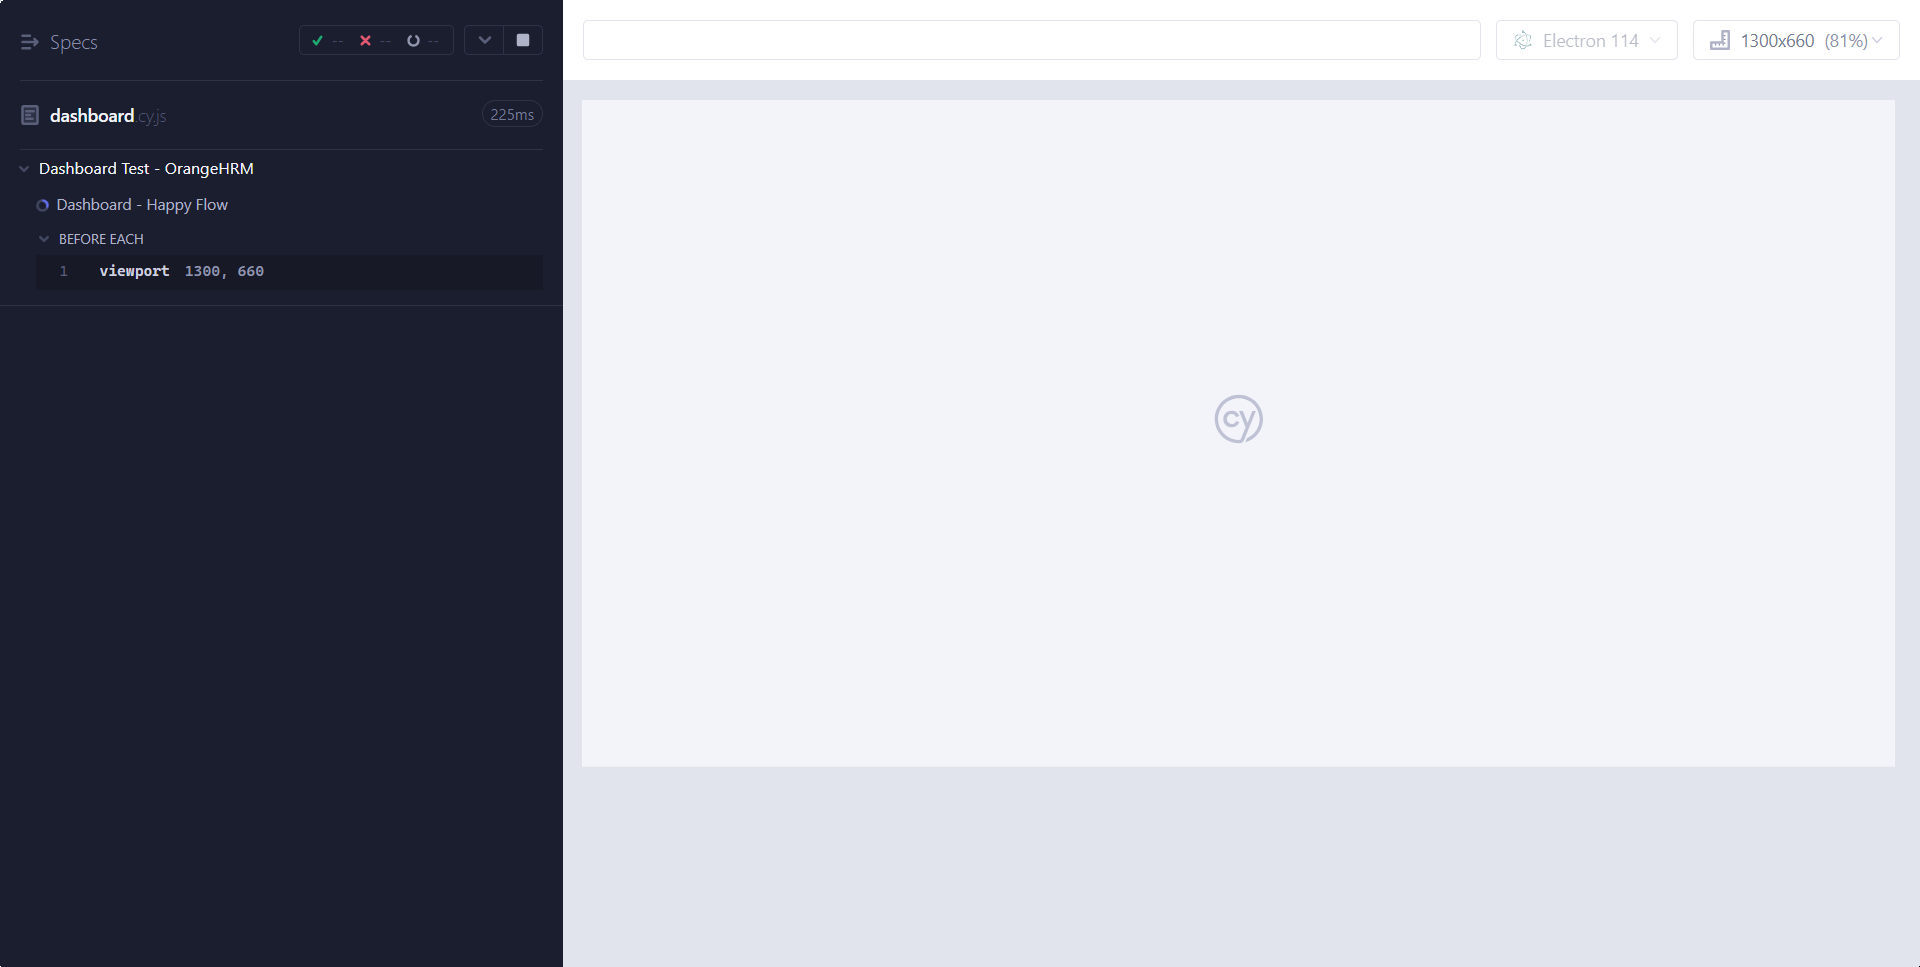 Specs
-- -- --
dashboard.cy.js
225ms
Dashboard Test - OrangeHRM
Dashboard - Happy Flow
BEFORE EACH
1 viewport 1300, 660
Electron 114
1300x660 (81%)
cy